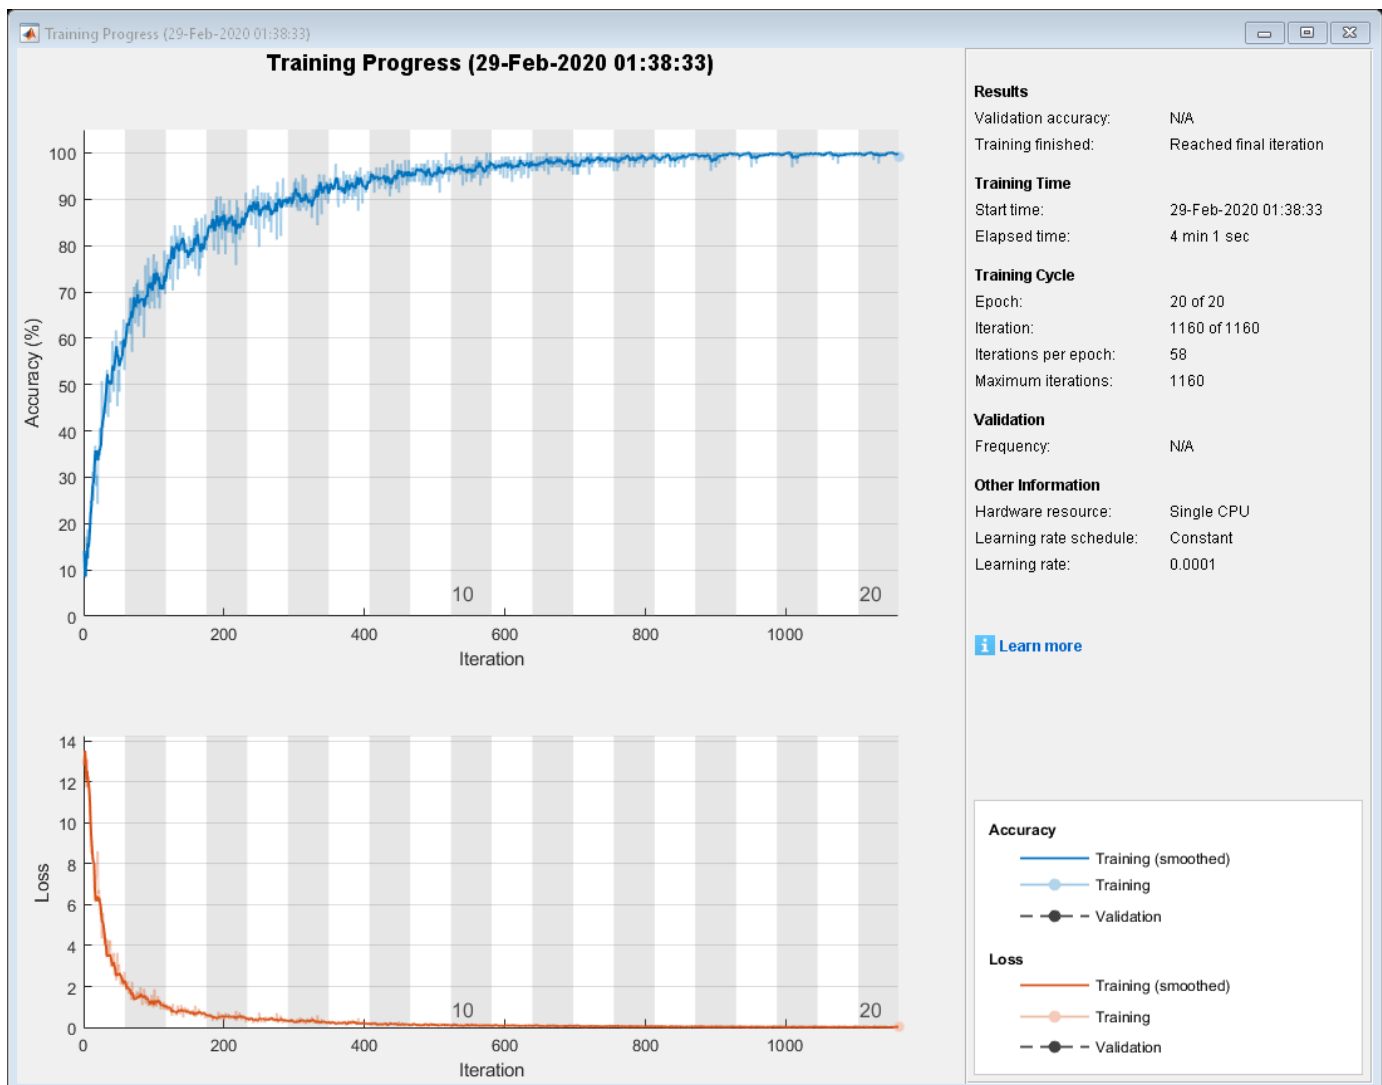 Training Progress (29-Feb-2020 01:38:33)
Training Progress (29-Feb-2020 01:38:33)
Accuracy (%)
100
90
80
70
60
50
40
30
20
10
0
10
20
0 200 400 600 800 1000
Iteration
Loss
14
12
10
8
6
4
2
0
10
20
0 200 400 600 800 1000
Iteration
Results
Validation accuracy: N/A
Training finished: Reached final iteration
Training Time
Start time: 29-Feb-2020 01:38:33
Elapsed time: 4 min 1 sec
Training Cycle
Epoch: 20 of 20
Iteration: 1160 of 1160
Iterations per epoch: 58
Maximum iterations: 1160
Validation
Frequency: N/A
Other Information
Hardware resource: Single CPU
Learning rate schedule: Constant
Learning rate: 0.0001
i Learn more
Accuracy
Training (smoothed)
Training
Validation
Loss
Training (smoothed)
Training
Validation